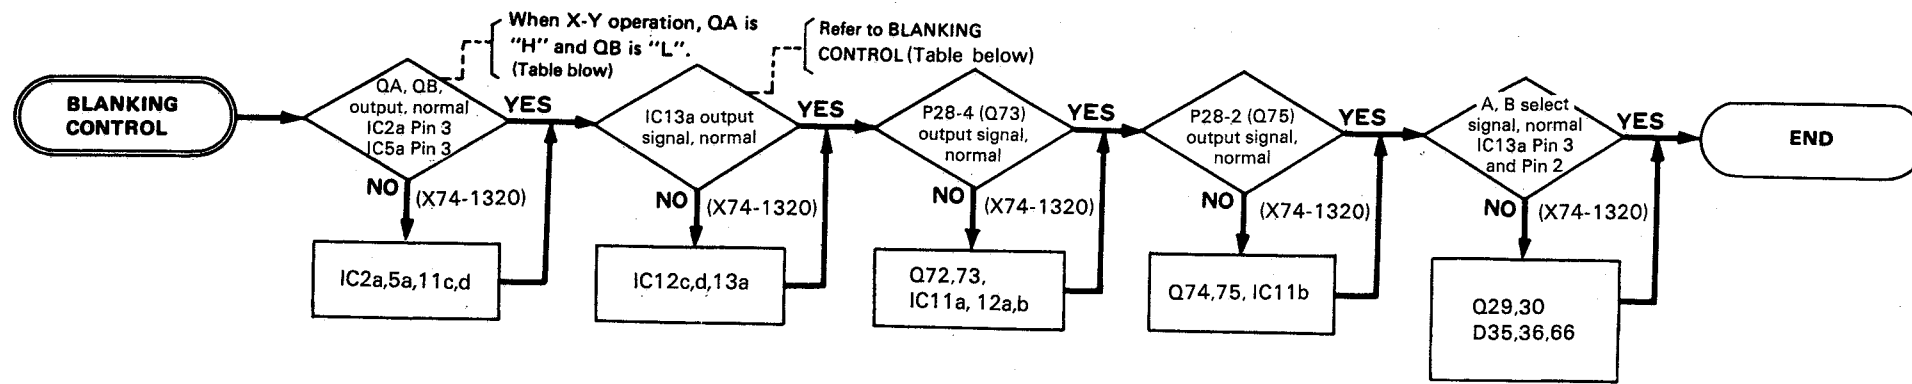 When X-Y operation, QA is
"H" and QB is "L".
(Table blow)
Refer to BLANKING
CONTROL (Table below)
BLANKING
CONTROL
QA, QB,
output, normal
IC2a Pin 3
IC5a Pin 3
YES
NO
(X74-1320)
IC2a,5a,11c,d
IC13a output
signal, normal
YES
NO
(X74-1320)
IC12c,d,13a
P28-4 (Q73)
output signal,
normal
YES
NO
(X74-1320)
Q72,73,
IC11a, 12a,b
P28-2 (Q75)
output signal,
normal
YES
NO
(X74-1320)
Q74,75, IC11b
A, B select
signal, normal
IC13a Pin 3
and Pin 2
YES
NO
(X74-1320)
Q29,30
D35,36,66
END